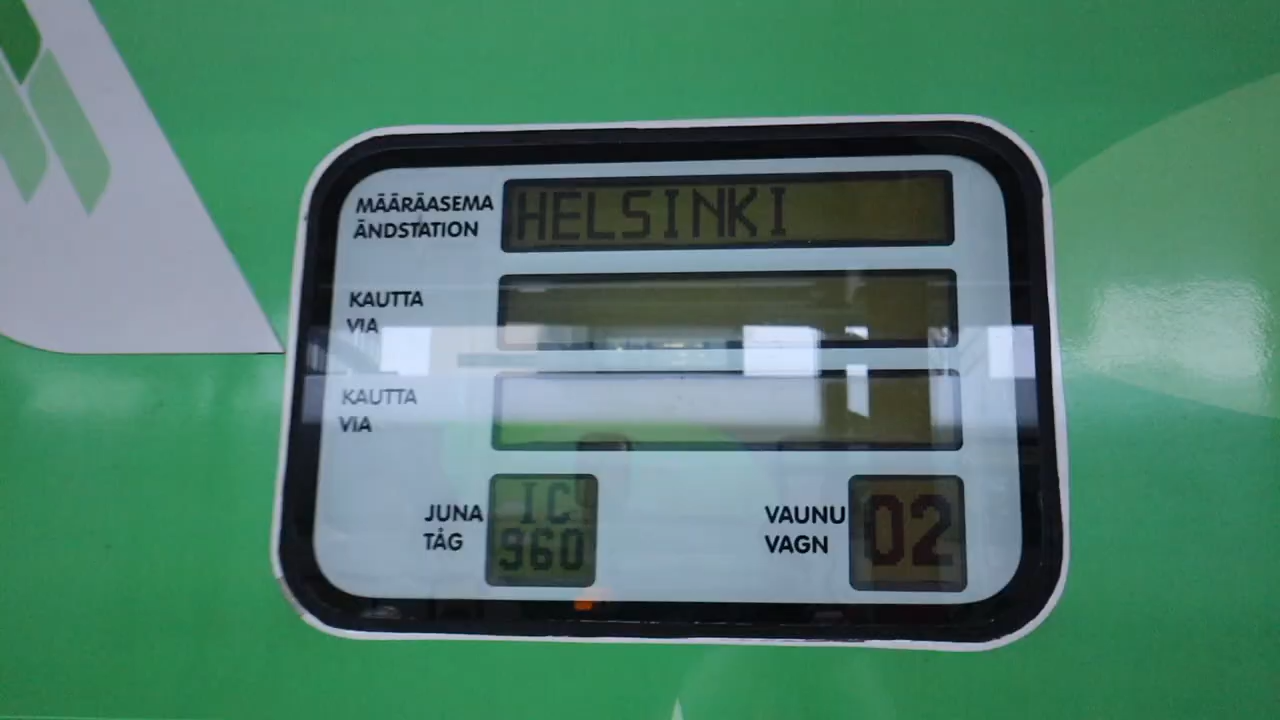 MÄÄRÄASEMA HELSINKI
ÄNDSTATION
KAUTTA
VIA
KAUTTA
VIA
JUNA IC VAUNU 02
TÅG 960 VAGN